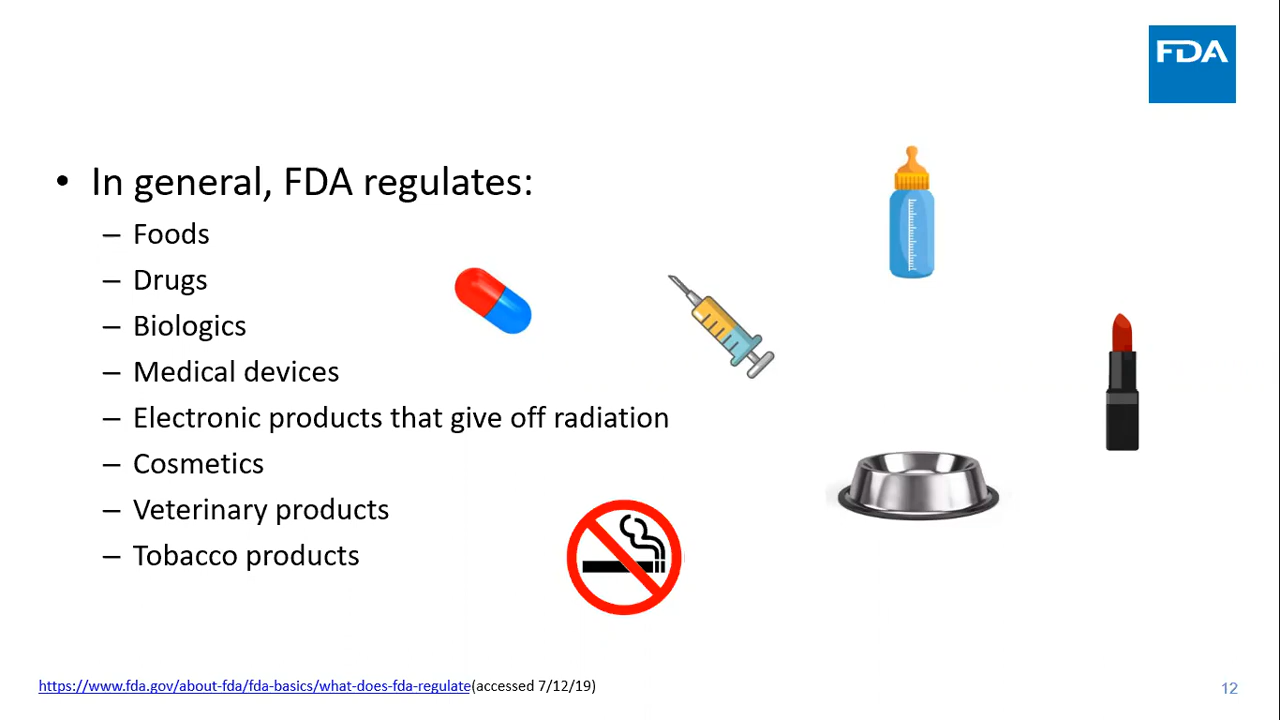 FDA
• In general, FDA regulates:
– Foods
– Drugs
– Biologics
– Medical devices
– Electronic products that give off radiation
– Cosmetics
– Veterinary products
– Tobacco products
https://www.fda.gov/about-fda/fda-basics/what-does-fda-regulate(accessed 7/12/19)
12